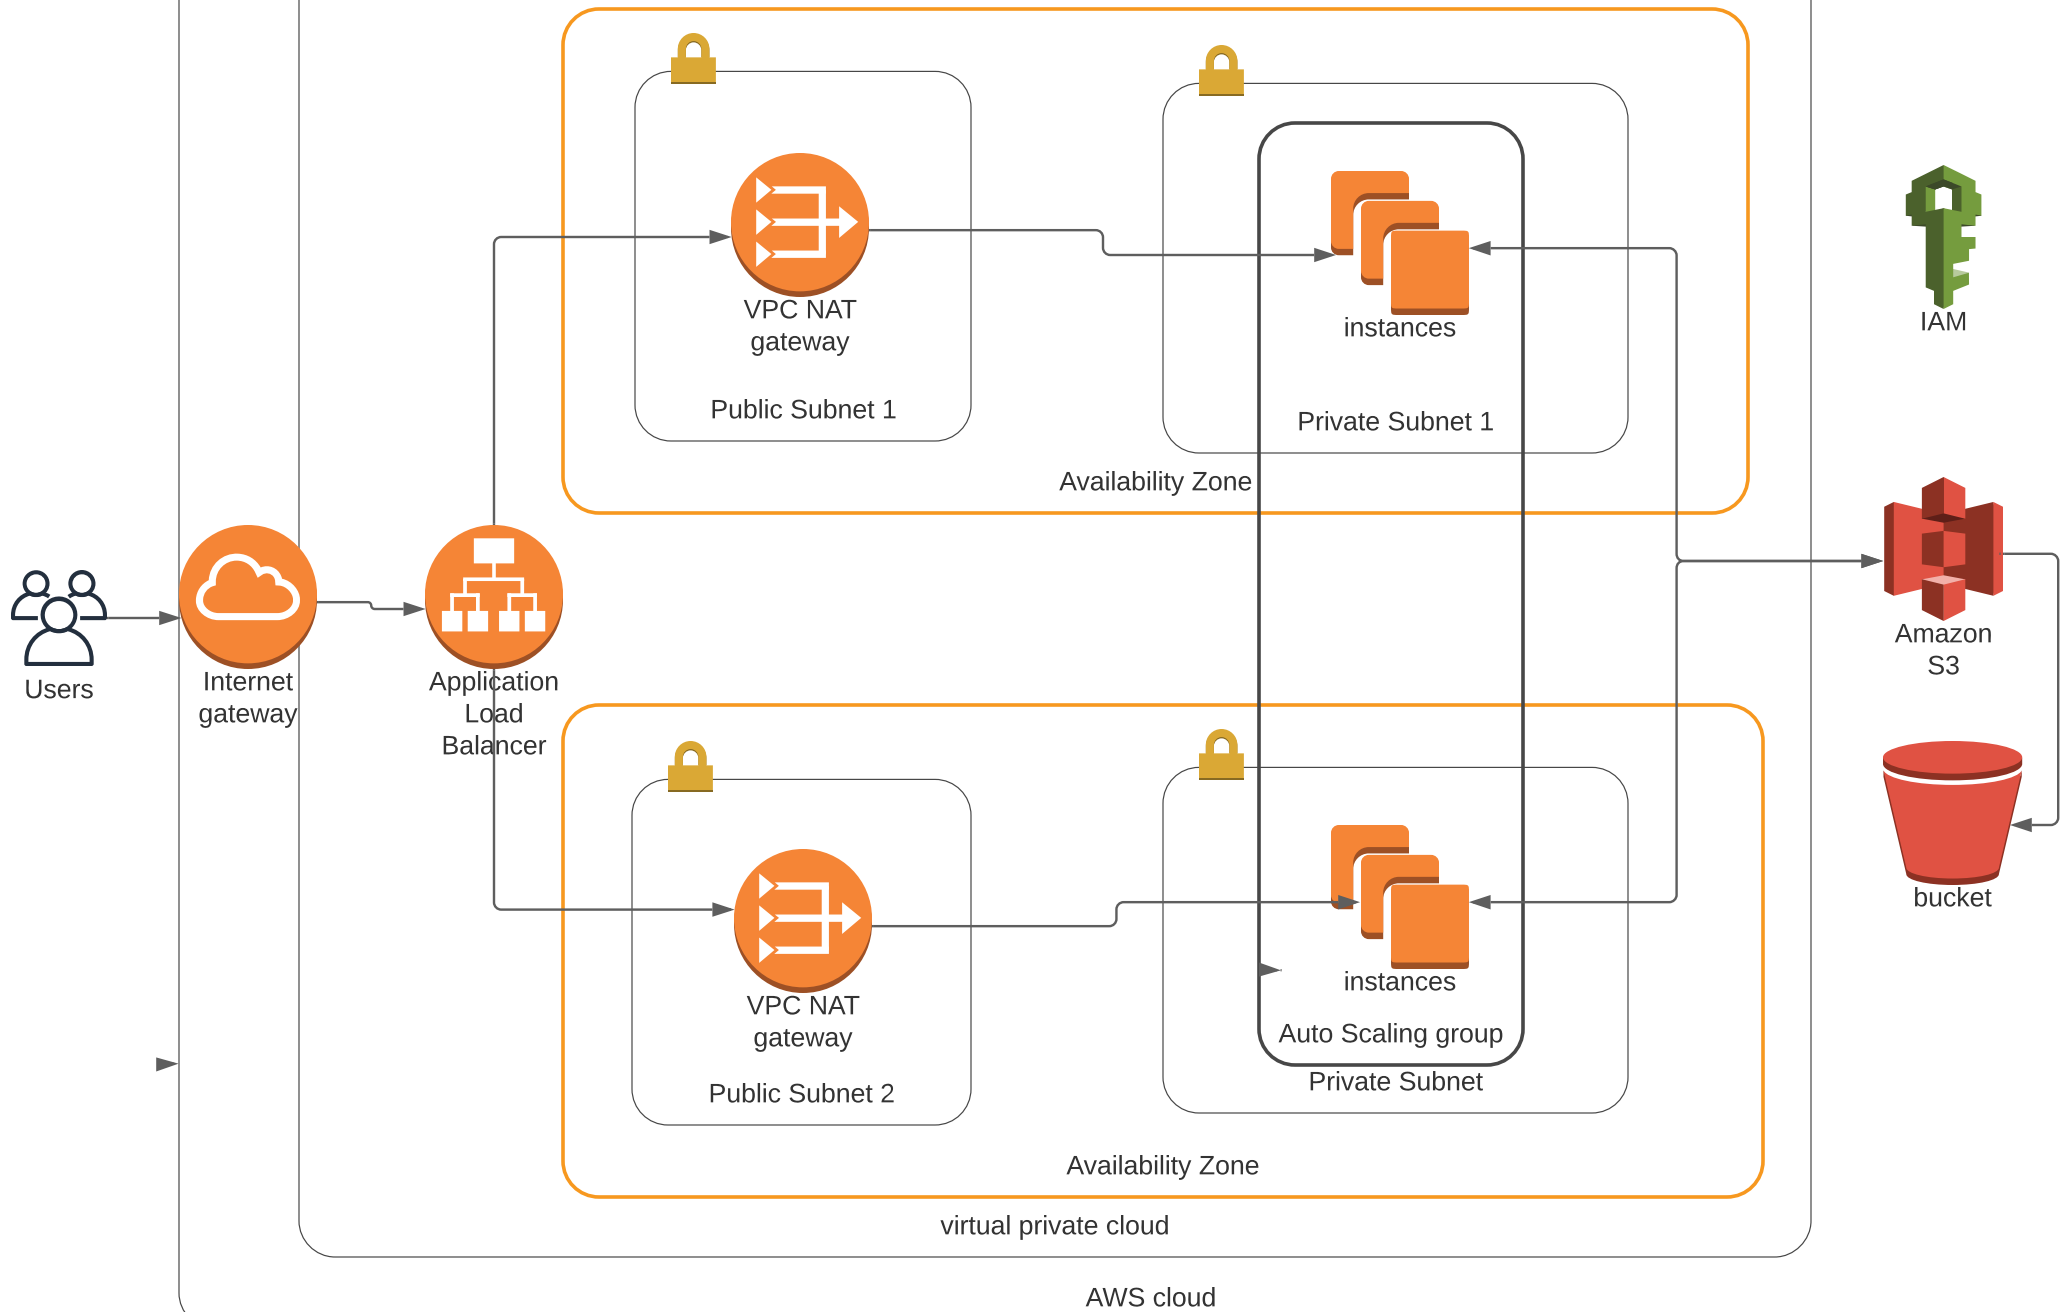 VPC NAT
gateway
Public Subnet 1
instances
Private Subnet 1
Availability Zone
IAM
Users
Internet
gateway
Application
Load
Balancer
Amazon
S3
bucket
VPC NAT
gateway
Public Subnet 2
instances
Auto Scaling group
Private Subnet
Availability Zone
virtual private cloud
AWS cloud